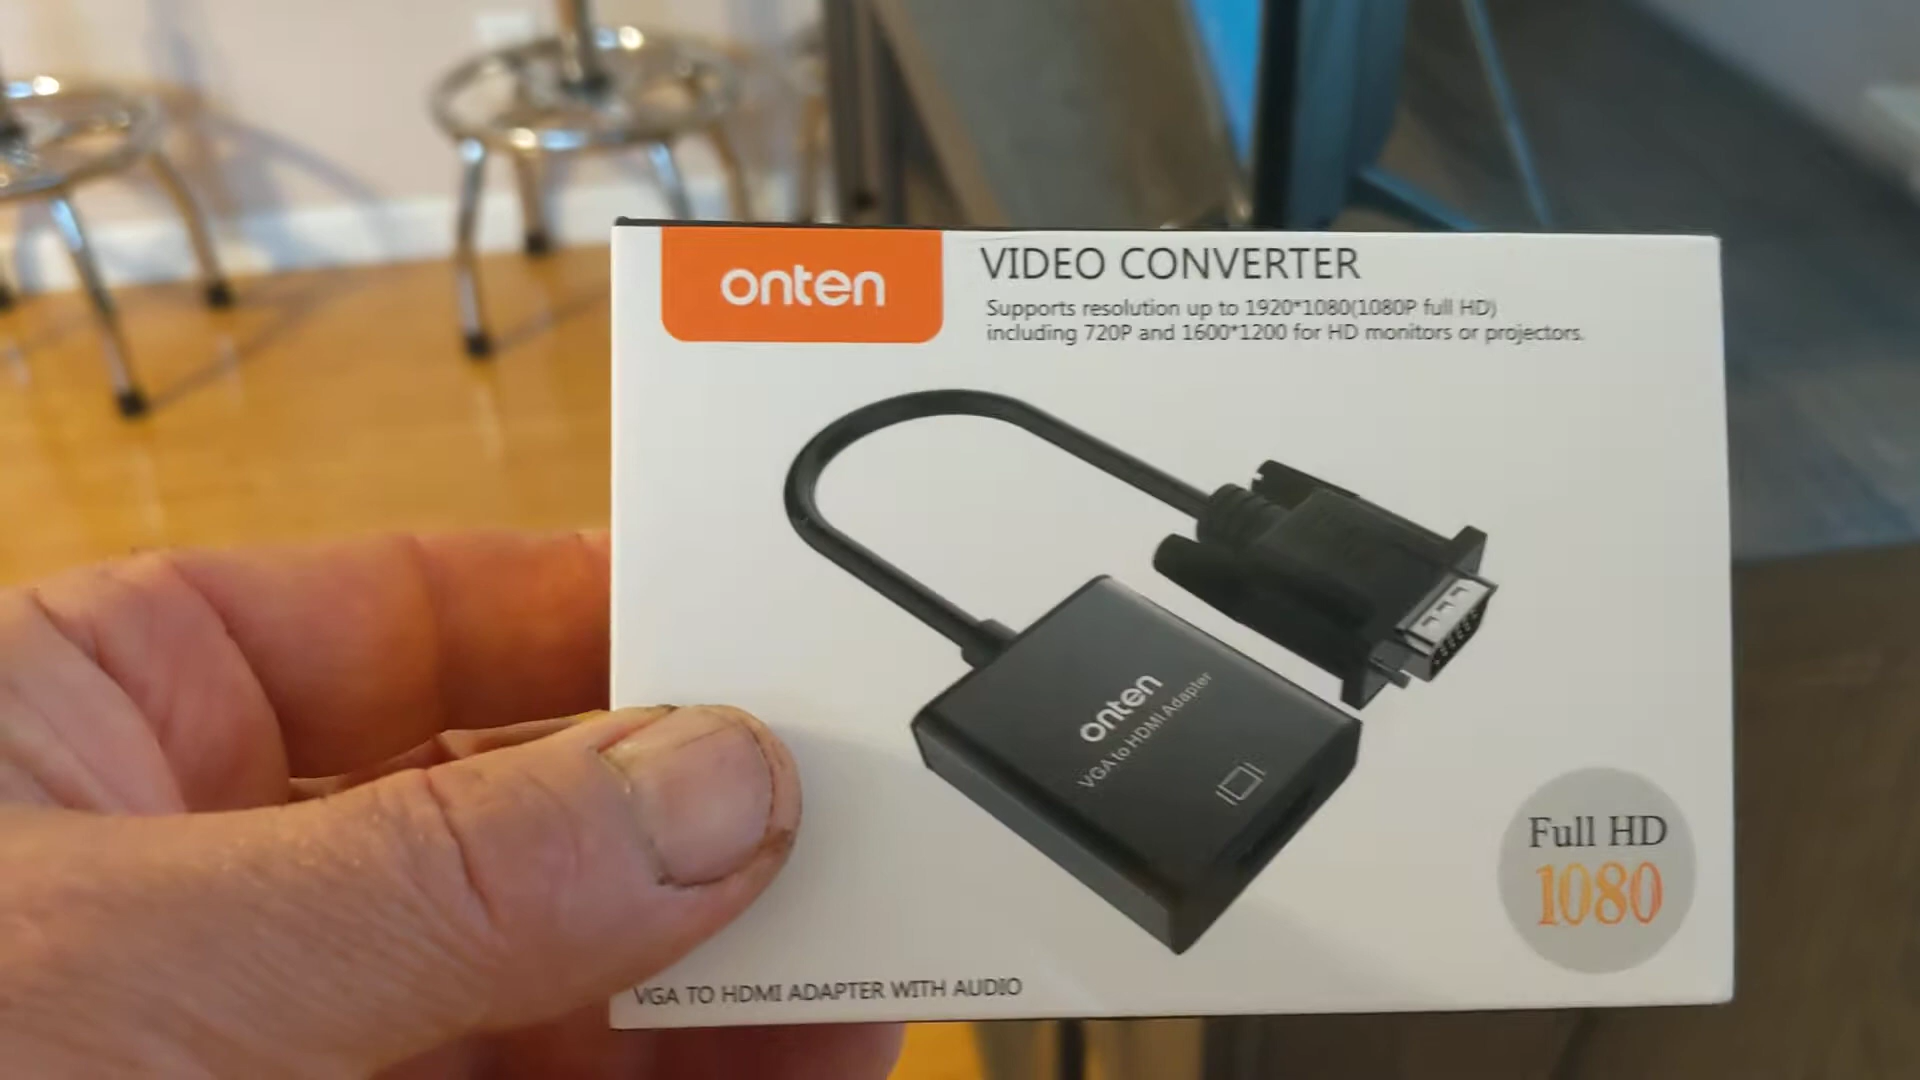 onten
VIDEO CONVERTER
Supports resolution up to 1920*1080(1080P full HD)
including 720P and 1600*1200 for HD monitors or projectors.
onten
VGA to HDMI Adapter
Full HD
1080
VGA TO HDMI ADAPTER WITH AUDIO